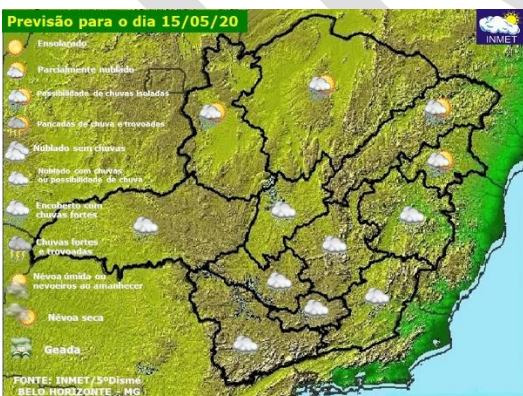 Previsão para o dia 15/05/20
INMET
Ensolarado
Parcialmente nublado
Possibilidade de chuvas isoladas
Pancadas de chuva e trovoadas
Nublado sem chuvas
Nublado com chuvas
ou possibilidade de chuva
Encoberto com
chuvas fortes
Chuvas fortes
e trovoadas
Névoa úmida ou
nevoeiros ao amanhecer
Névoa seca
Geada
FONTE: INMET/5ºDisme
BELO HORIZONTE - MG